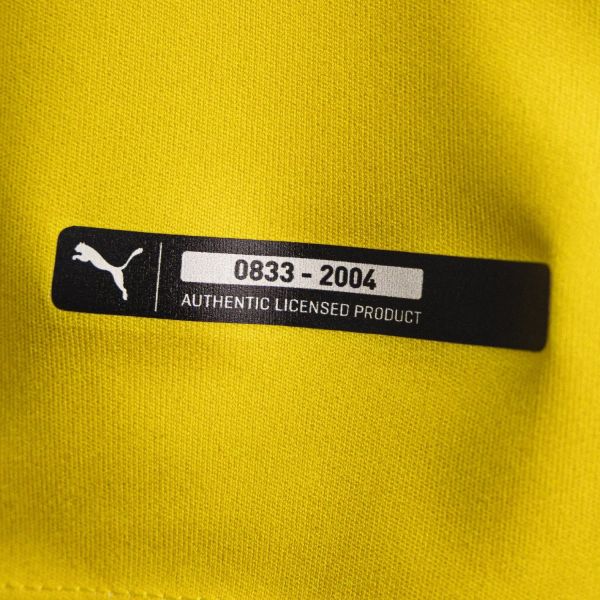 0833 - 2004
AUTHENTIC LICENSED PRODUCT